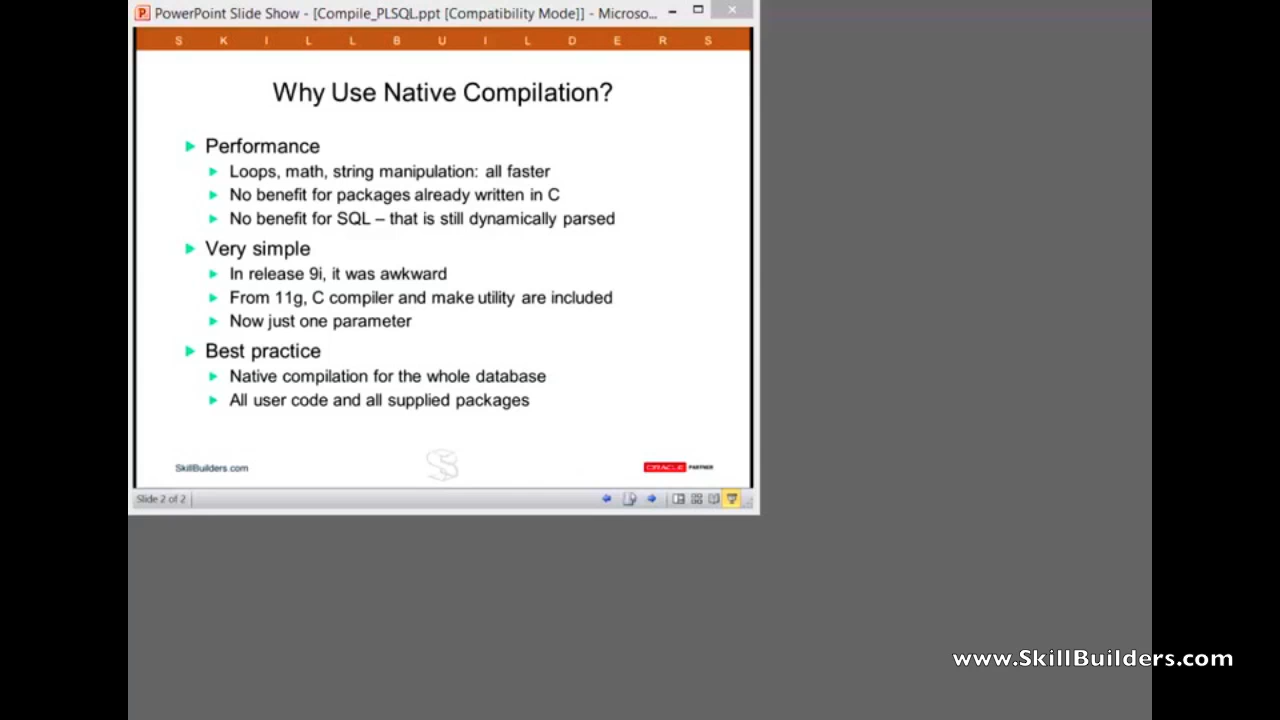 PowerPoint Slide Show - [Compile_PLSQL.ppt [Compatibility Mode]] - Microso...
S K I L L B U I L D E R S
Why Use Native Compilation?
Performance
Loops, math, string manipulation: all faster
No benefit for packages already written in C
No benefit for SQL – that is still dynamically parsed
Very simple
In release 9i, it was awkward
From 11g, C compiler and make utility are included
Now just one parameter
Best practice
Native compilation for the whole database
All user code and all supplied packages
SkillBuilders.com
ORACLE PARTNER
Slide 2 of 2
www.SkillBuilders.com